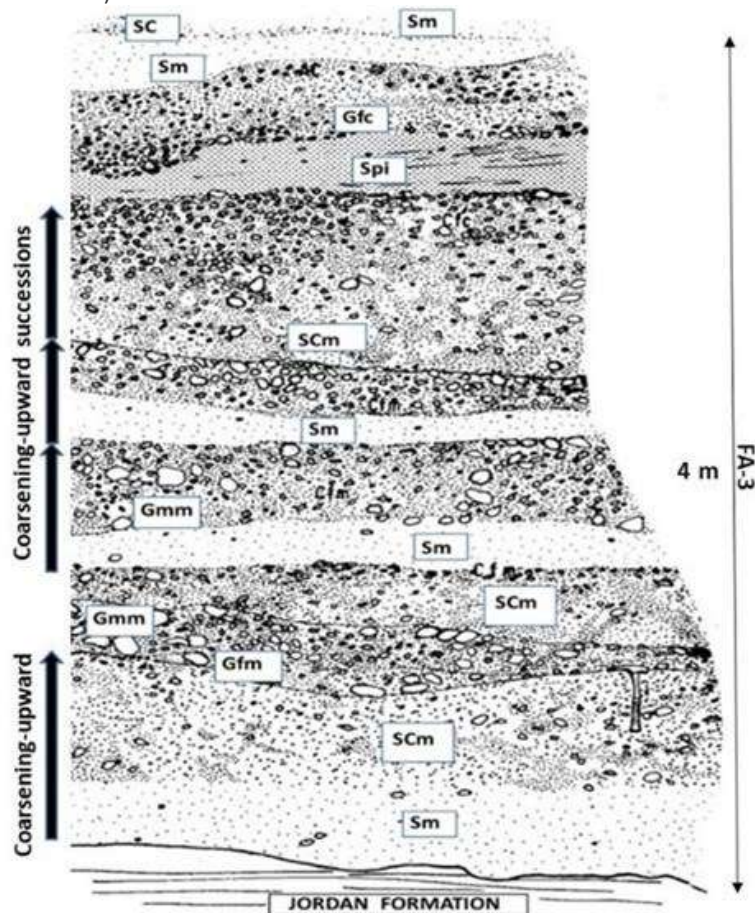 SC
Sm
Sm
Gfc
Spi
SCm
Sm
Gmm
Sm
SCm
Gmm
Gfm
SCm
Sm
JORDAN FORMATION
Coarsening-upward successions
Coarsening-upward
4 m
FA-3